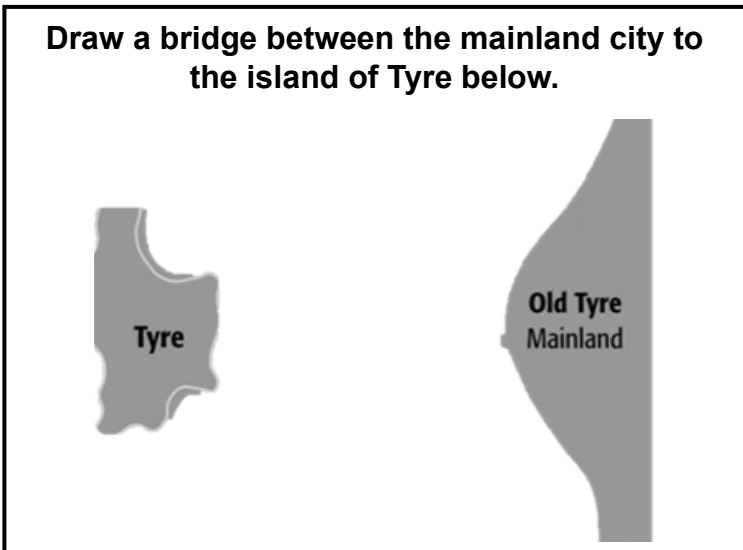 Draw a bridge between the mainland city to
the island of Tyre below.
Tyre
Old Tyre
Mainland